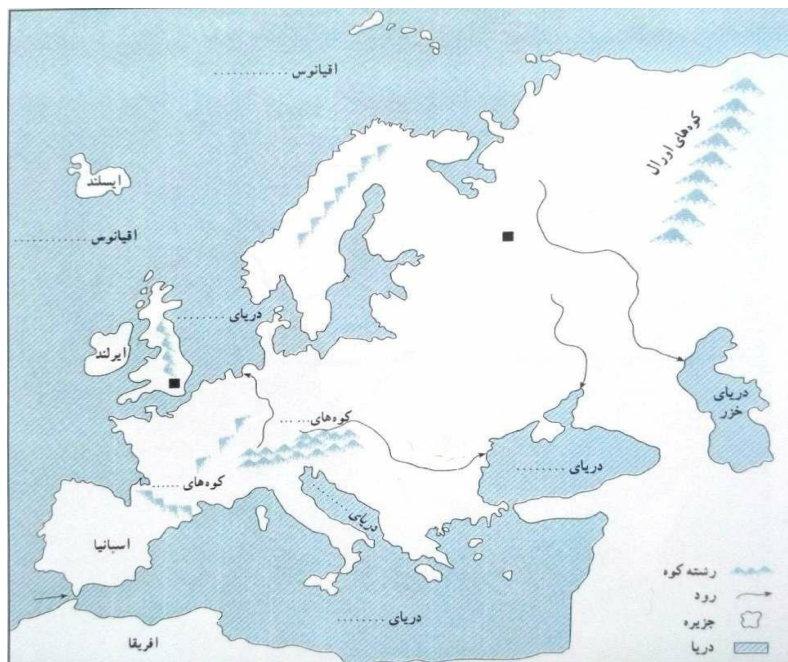 اقیانوس ............
کوه‌های اورال
ایسلند
اقیانوس ............
دریای ........
ایرلند
دریای خزر
کوه‌های ......
دریای ........
کوه‌های ........
دریای ........
اسپانیا
دریای ........
افریقا
رشته کوه
رود
جزیره
دریا